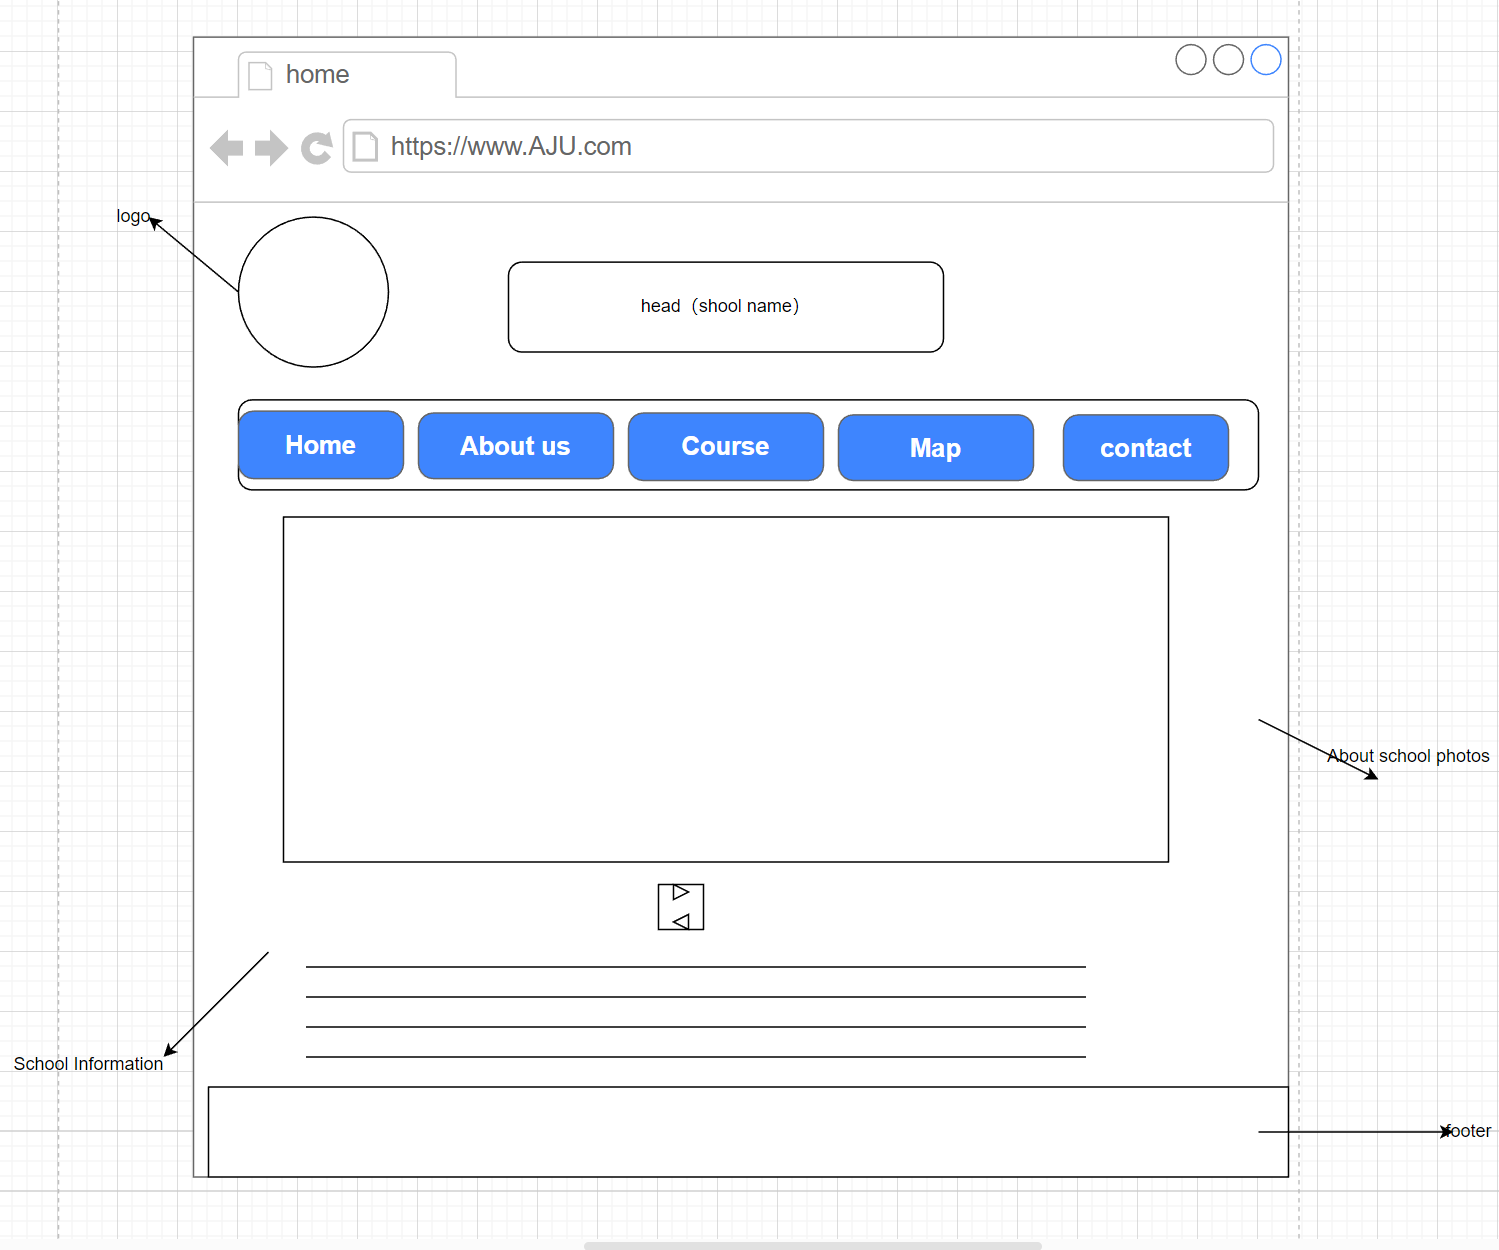 home
https://www.AJU.com
logo
head（shool name）
Home
About us
Course
Map
contact
About school photos
School Information
footer